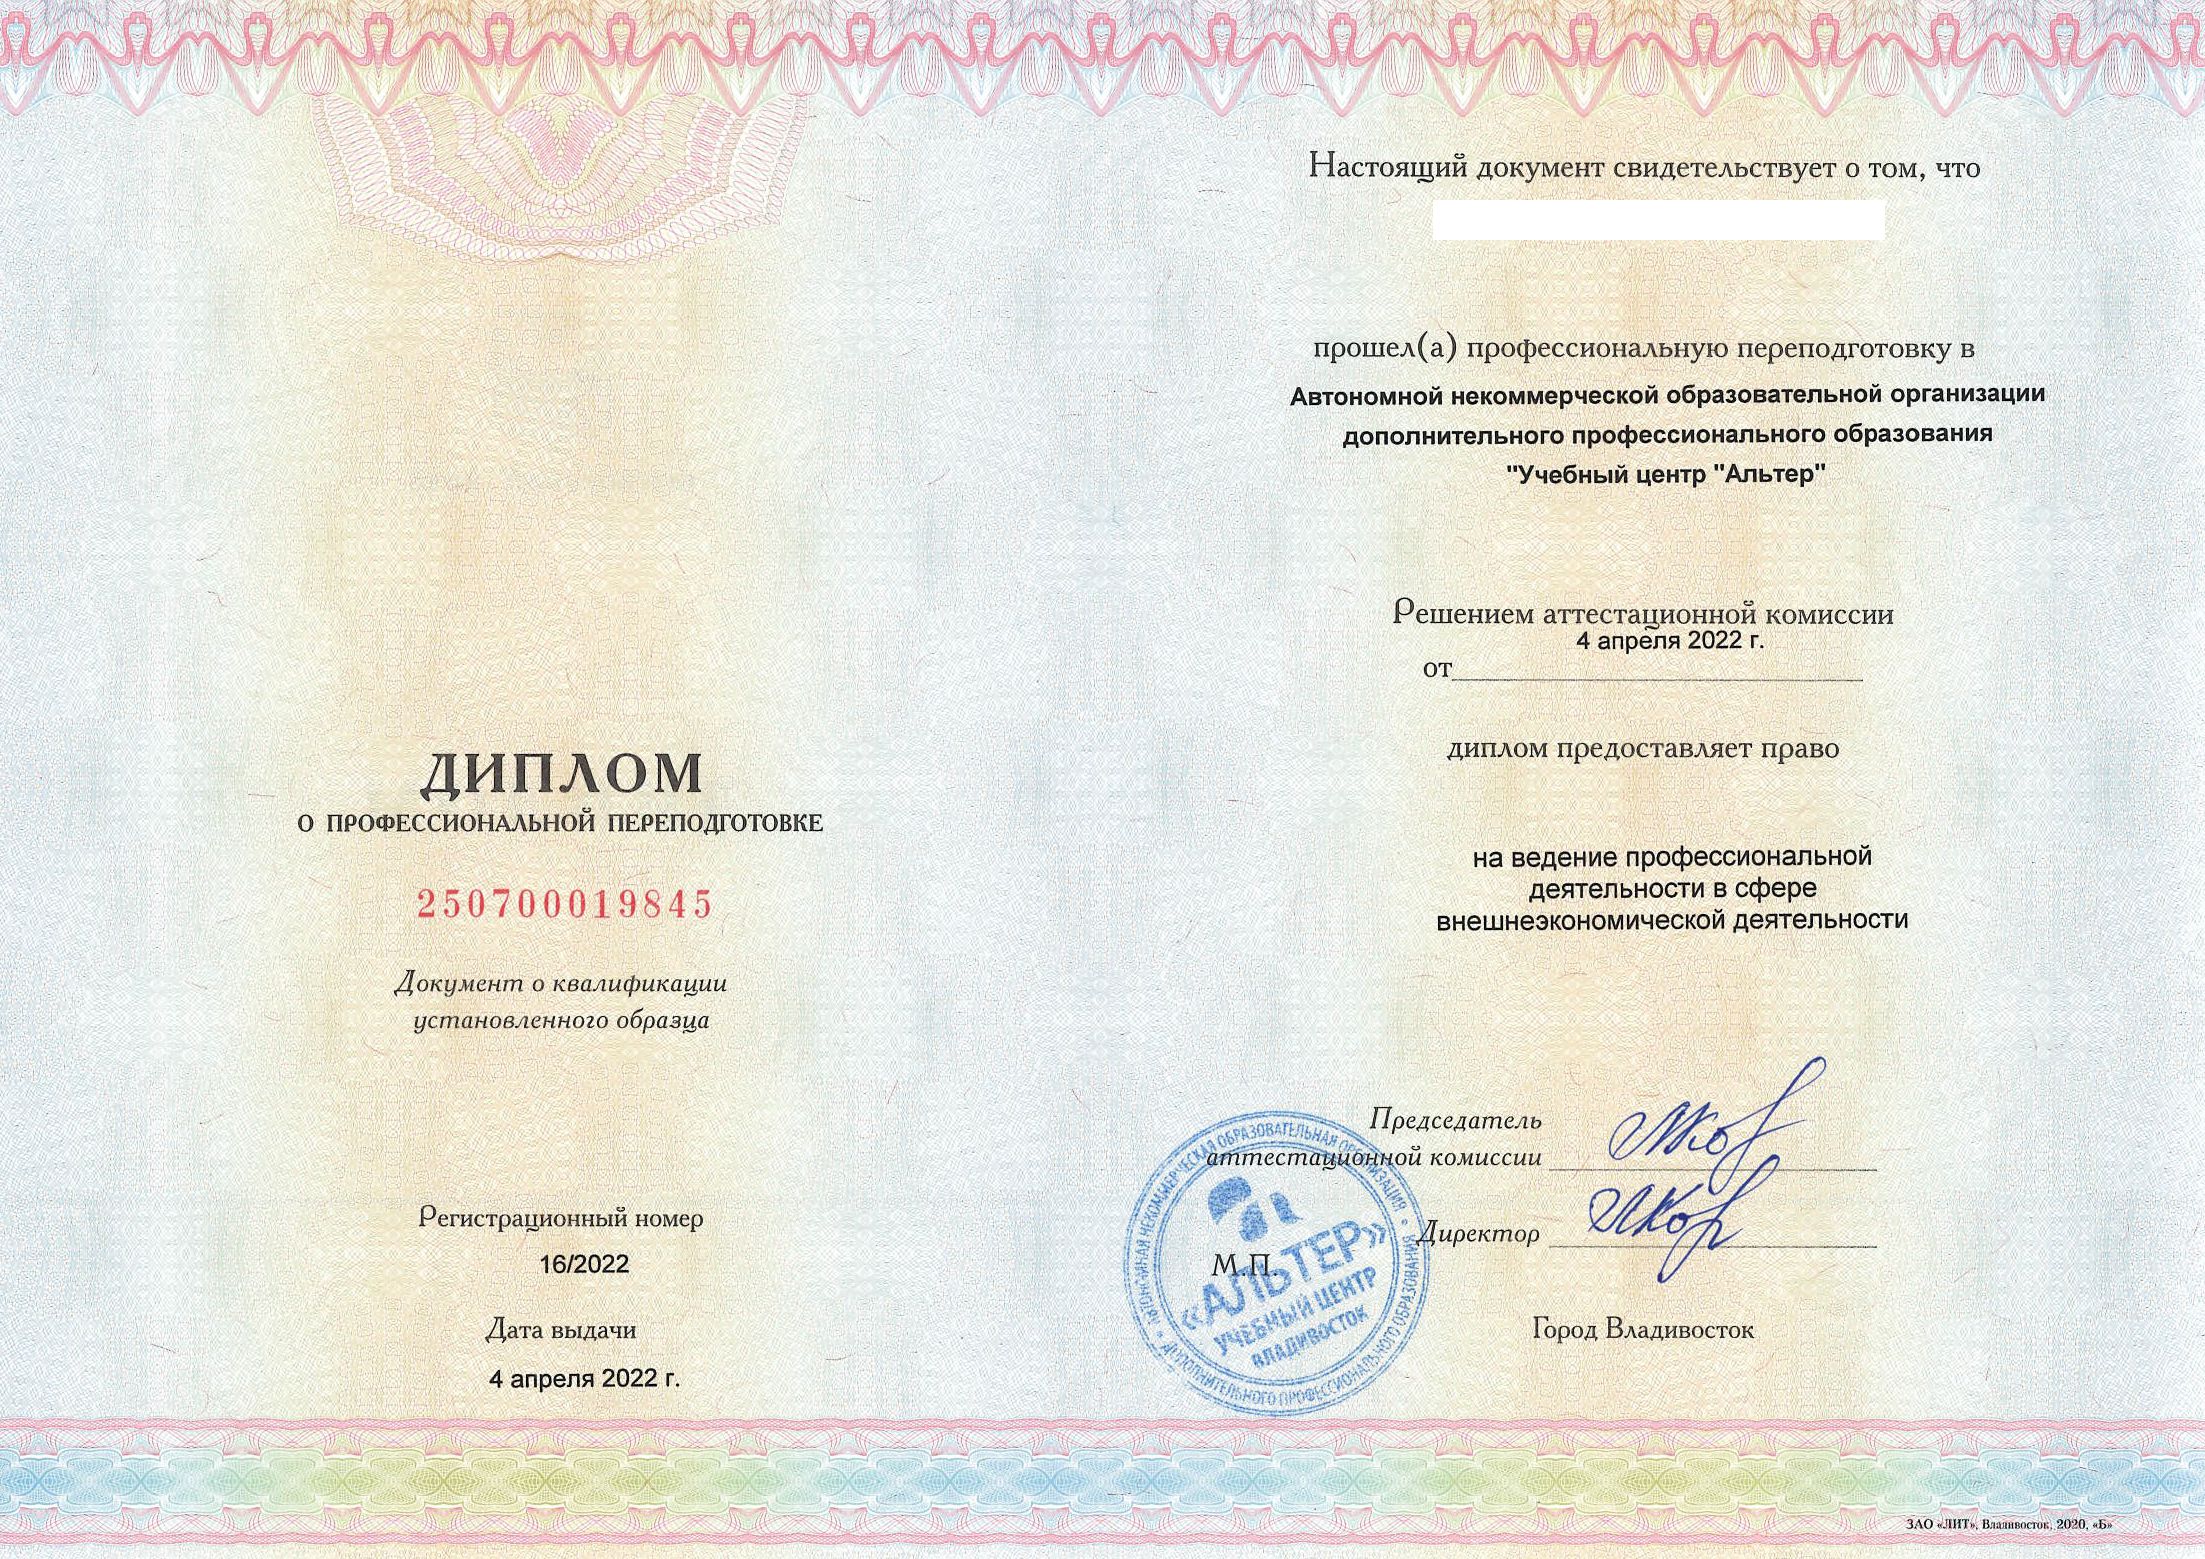 ДИПЛОМ
О ПРОФЕССИОНАЛЬНОЙ ПЕРЕПОДГОТОВКЕ
250700019845
Документ о квалификации
установленного образца
Регистрационный номер
16/2022
Дата выдачи
4 апреля 2022 г.
Настоящий документ свидетельствует о том, что
прошел(а) профессиональную переподготовку в
Автономной некоммерческой образовательной организации
дополнительного профессионального образования
"Учебный центр "Альтер"
Решением аттестационной комиссии
4 апреля 2022 г.
от
диплом предоставляет право
на ведение профессиональной
деятельности в сфере
внешнеэкономической деятельности
Председатель
аттестационной комиссии
Директор
М.П.
Город Владивосток
АВТОНОМНАЯ НЕКОММЕРЧЕСКАЯ ОБРАЗОВАТЕЛЬНАЯ ОРГАНИЗАЦИЯ
ДОПОЛНИТЕЛЬНОГО ПРОФЕССИОНАЛЬНОГО ОБРАЗОВАНИЯ
«АЛЬТЕР»
УЧЕБНЫЙ ЦЕНТР
ВЛАДИВОСТОК
ЗАО «ЛИТ», Владивосток, 2020, «Б»